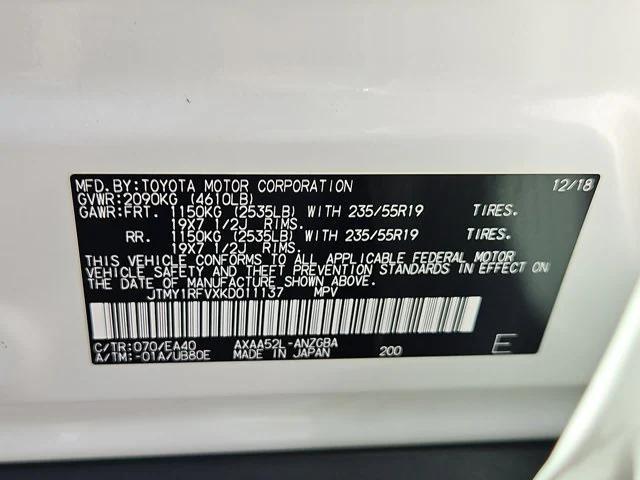 MFD.BY:TOYOTA MOTOR CORPORATION 12/18
GVWR:2090KG (4610LB)
GAWR:FRT. 1150KG (2535LB) WITH 235/55R19 TIRES.
19X7 1/2J RIMS.
RR. 1150KG (2535LB) WITH 235/55R19 TIRES.
19X7 1/2J RIMS.
THIS VEHICLE CONFORMS TO ALL APPLICABLE FEDERAL MOTOR
VEHICLE SAFETY AND THEFT PREVENTION STANDARDS IN EFFECT ON
THE DATE OF MANUFACTURE SHOWN ABOVE.
JTMY1RFVXKD011137 MPV
C/TR:070/EA40 AXAA52L-ANZGBA
A/TM:-01A/UB80E MADE IN JAPAN 200 E